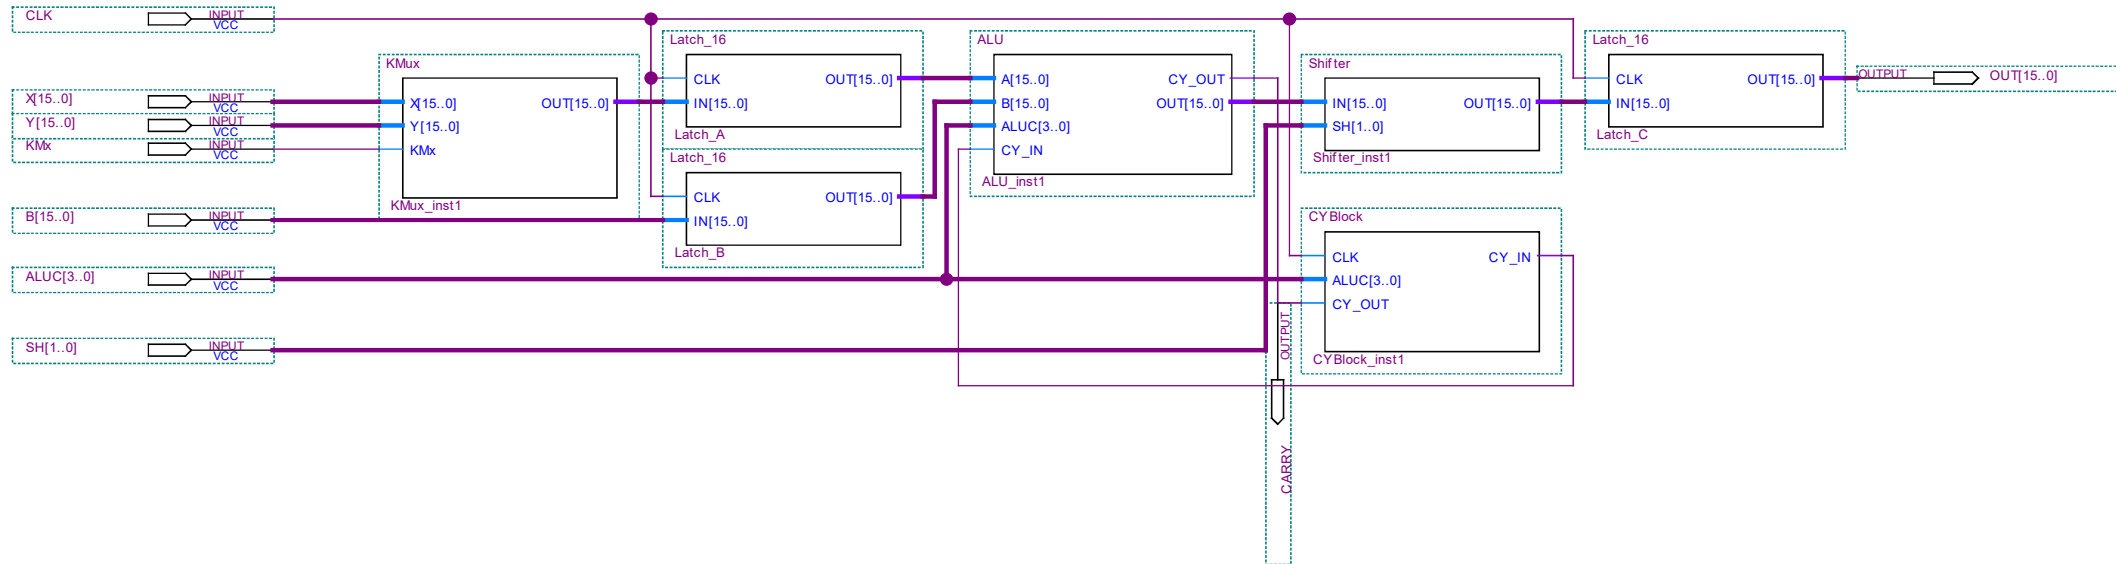 CLK
INPUT
VCC
X[15..0]
INPUT
VCC
Y[15..0]
INPUT
VCC
KMx
INPUT
VCC
B[15..0]
INPUT
VCC
ALUC[3..0]
INPUT
VCC
SH[1..0]
INPUT
VCC
KMux
X[15..0]
OUT[15..0]
Y[15..0]
KMx
KMux_inst1
Latch_16
CLK
OUT[15..0]
IN[15..0]
Latch_A
Latch_16
CLK
OUT[15..0]
IN[15..0]
Latch_B
ALU
A[15..0]
CY_OUT
B[15..0]
OUT[15..0]
ALUC[3..0]
CY_IN
ALU_inst1
Shifter
IN[15..0]
OUT[15..0]
SH[1..0]
Shifter_inst1
CYBlock
CLK
CY_IN
ALUC[3..0]
CY_OUT
CYBlock_inst1
OUTPUT
CARRY
Latch_16
CLK
OUT[15..0]
IN[15..0]
Latch_C
OUTPUT
OUT[15..0]